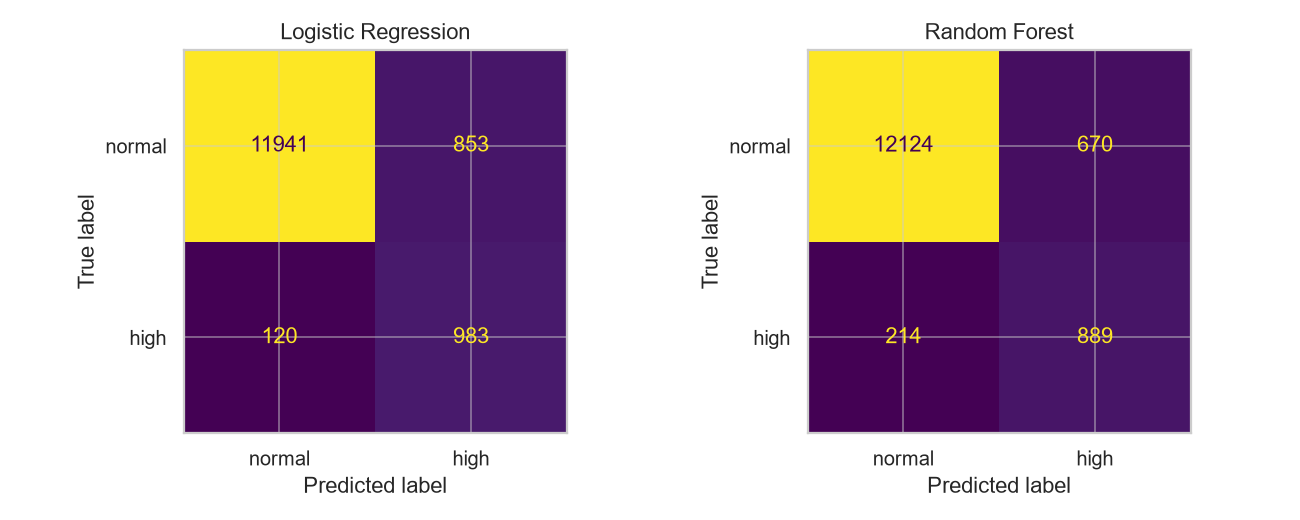 Logistic Regression
normal
11941
853
True label
high
120
983
normal
high
Predicted label
Random Forest
normal
12124
670
True label
high
214
889
normal
high
Predicted label